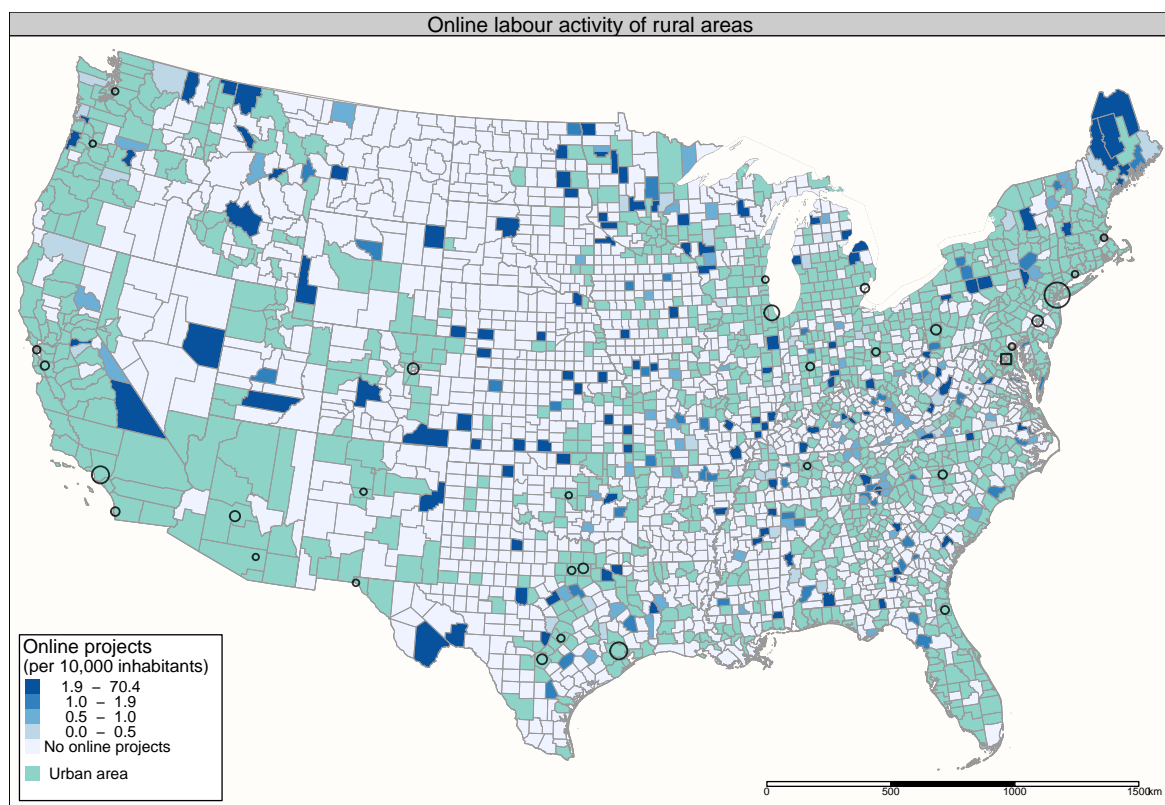 Online labour activity of rural areas
Online projects
(per 10,000 inhabitants)
1.9 – 70.4
1.0 – 1.9
0.5 – 1.0
0.0 – 0.5
No online projects
Urban area
0 500 1000 1500km